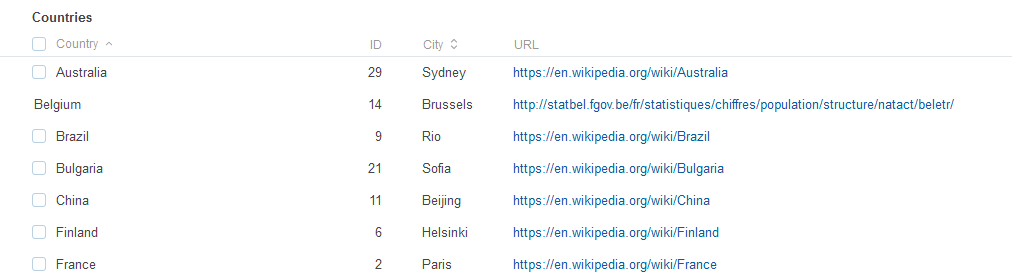 Countries
Country ID City URL
Australia 29 Sydney https://en.wikipedia.org/wiki/Australia
Belgium 14 Brussels http://statbel.fgov.be/fr/statistiques/chiffres/population/structure/natact/beletr/
Brazil 9 Rio https://en.wikipedia.org/wiki/Brazil
Bulgaria 21 Sofia https://en.wikipedia.org/wiki/Bulgaria
China 11 Beijing https://en.wikipedia.org/wiki/China
Finland 6 Helsinki https://en.wikipedia.org/wiki/Finland
France 2 Paris https://en.wikipedia.org/wiki/France